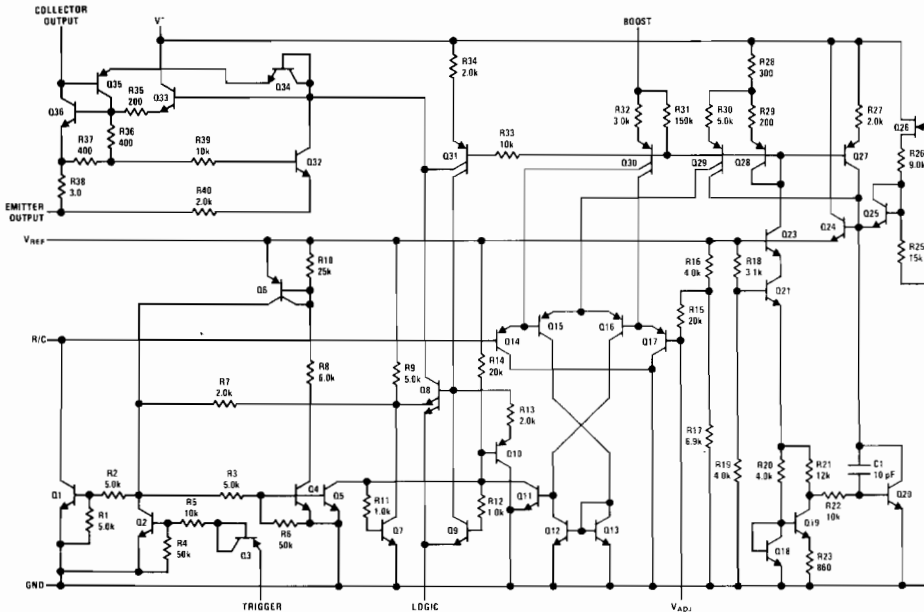 COLLECTOR
OUTPUT
V+
BOOST
Q35
R35
200
Q33
Q34
Q36
R37
400
R36
400
R39
10k
Q32
R38
3.0
R40
2.0k
EMITTER
OUTPUT
R34
2.0k
Q31
R33
10k
R32
3.0k
R31
150k
Q30
R30
5.0k
Q29
R28
300
R29
200
Q28
R27
2.0k
Q27
Q26
R26
9.0k
Q25
Q24
R25
15k
VREF
Q23
Q6
R10
25k
R16
4.0k
R18
3.1k
Q21
R/C
Q14
Q15
Q16
Q17
R15
20k
R8
6.0k
R9
5.0k
Q8
R14
20k
R7
2.0k
R13
2.0k
Q10
R17
6.9k
R19
4.0k
R20
4.0k
R21
12k
C1
10 pF
R2
5.0k
R3
5.0k
Q1
R1
5.0k
Q2
R5
10k
R4
50k
Q3
Q4
Q5
R6
50k
R11
1.0k
Q7
Q9
R12
1.0k
Q11
Q12
Q13
R22
10k
Q20
Q19
Q18
R23
860
GND
TRIGGER
LOGIC
VADJ